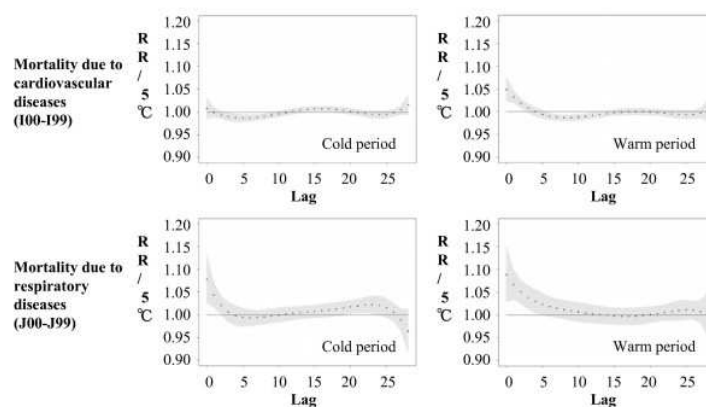 Mortality due to
cardiovascular
diseases
(I00-I99)
R
R
/
5
℃
1.20
1.15
1.10
1.05
1.00
0.95
0.90
Cold period
0 5 10 15 20 25
Lag
R
R
/
5
℃
1.20
1.15
1.10
1.05
1.00
0.95
0.90
Warm period
0 5 10 15 20 25
Lag
Mortality due to
respiratory
diseases
(J00-J99)
R
R
/
5
℃
1.20
1.15
1.10
1.05
1.00
0.95
0.90
Cold period
0 5 10 15 20 25
Lag
R
R
/
5
℃
1.20
1.15
1.10
1.05
1.00
0.95
0.90
Warm period
0 5 10 15 20 25
Lag